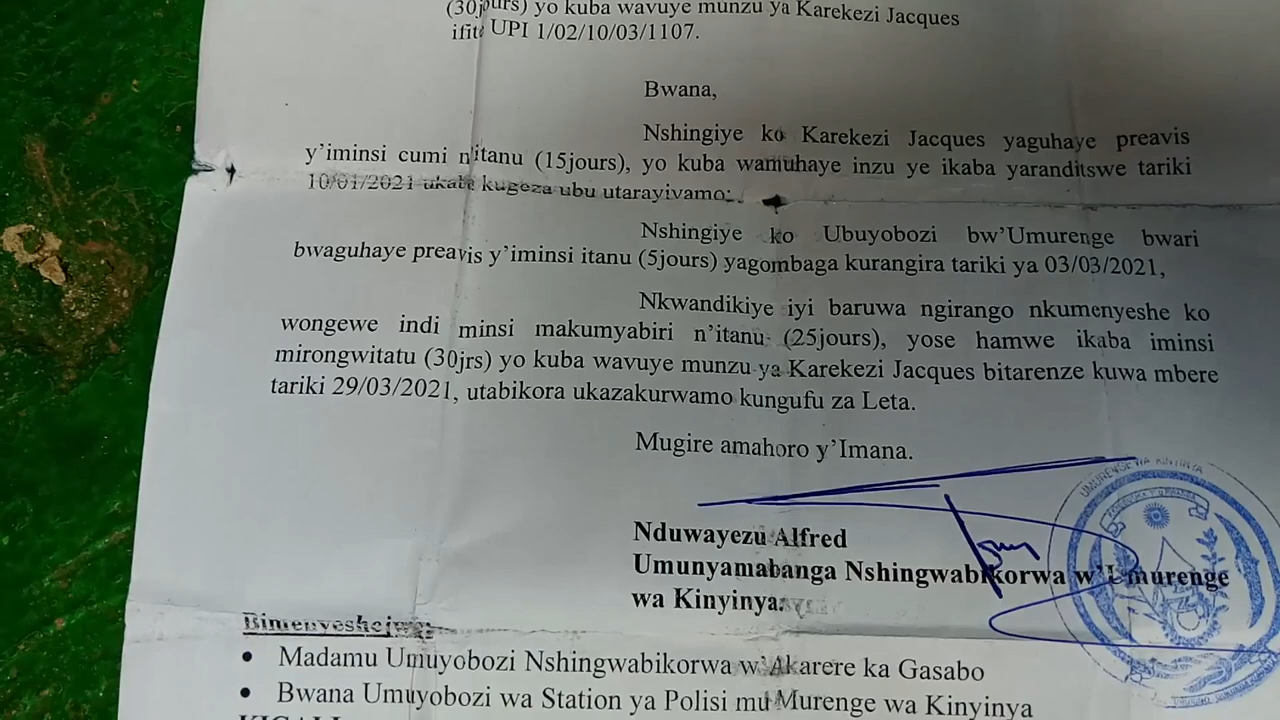 (30jours) yo kuba wavuye munzu ya Karekezi Jacques
ifite UPI 1/02/10/03/1107.
Bwana,
Nshingiye ko Karekezi Jacques yaguhaye preavis
y’iminsi cumi n'itanu (15jours), yo kuba wamuhaye inzu ye ikaba yaranditswe tariki
10/01/2021 ukaba kugeza ubu utarayivamo;
Nshingiye ko Ubuyobozi bw’Umurenge bwari
bwaguhaye preavis y’iminsi itanu (5jours) yagombaga kurangira tariki ya 03/03/2021,
Nkwandikiye iyi baruwa ngirango nkumenyeshe ko
wongewe indi minsi makumyabiri n’itanu (25jours), yose hamwe ikaba iminsi
mirongwitatu (30jrs) yo kuba wavuye munzu ya Karekezi Jacques bitarenze kuwa mbere
tariki 29/03/2021, utabikora ukazakurwamo kungufu za Leta.
Mugire amahoro y’Imana.
UMURENGE WA KINYINYA
Nduwayezu Alfred
Umunyamabanga Nshingwabikorwa w’Umurenge
wa Kinyinya.
Bimenyeshejwe:
• Madamu Umuyobozi Nshingwabikorwa w’Akarere ka Gasabo
• Bwana Umuyobozi wa Station ya Polisi mu Murenge wa Kinyinya
KIGALI